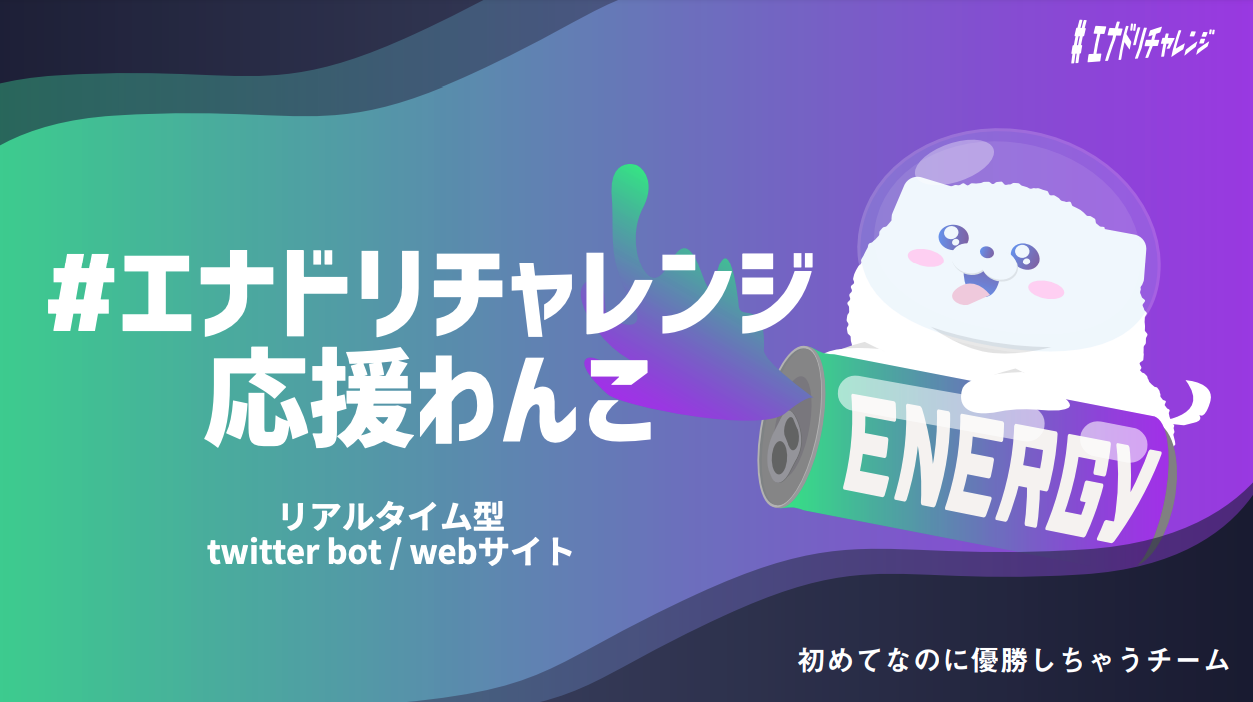 #エナドリチャレンジ
#エナドリチャレンジ
応援わんこ
リアルタイム型
twitter bot / webサイト
ENERGY
初めてなのに優勝しちゃうチーム